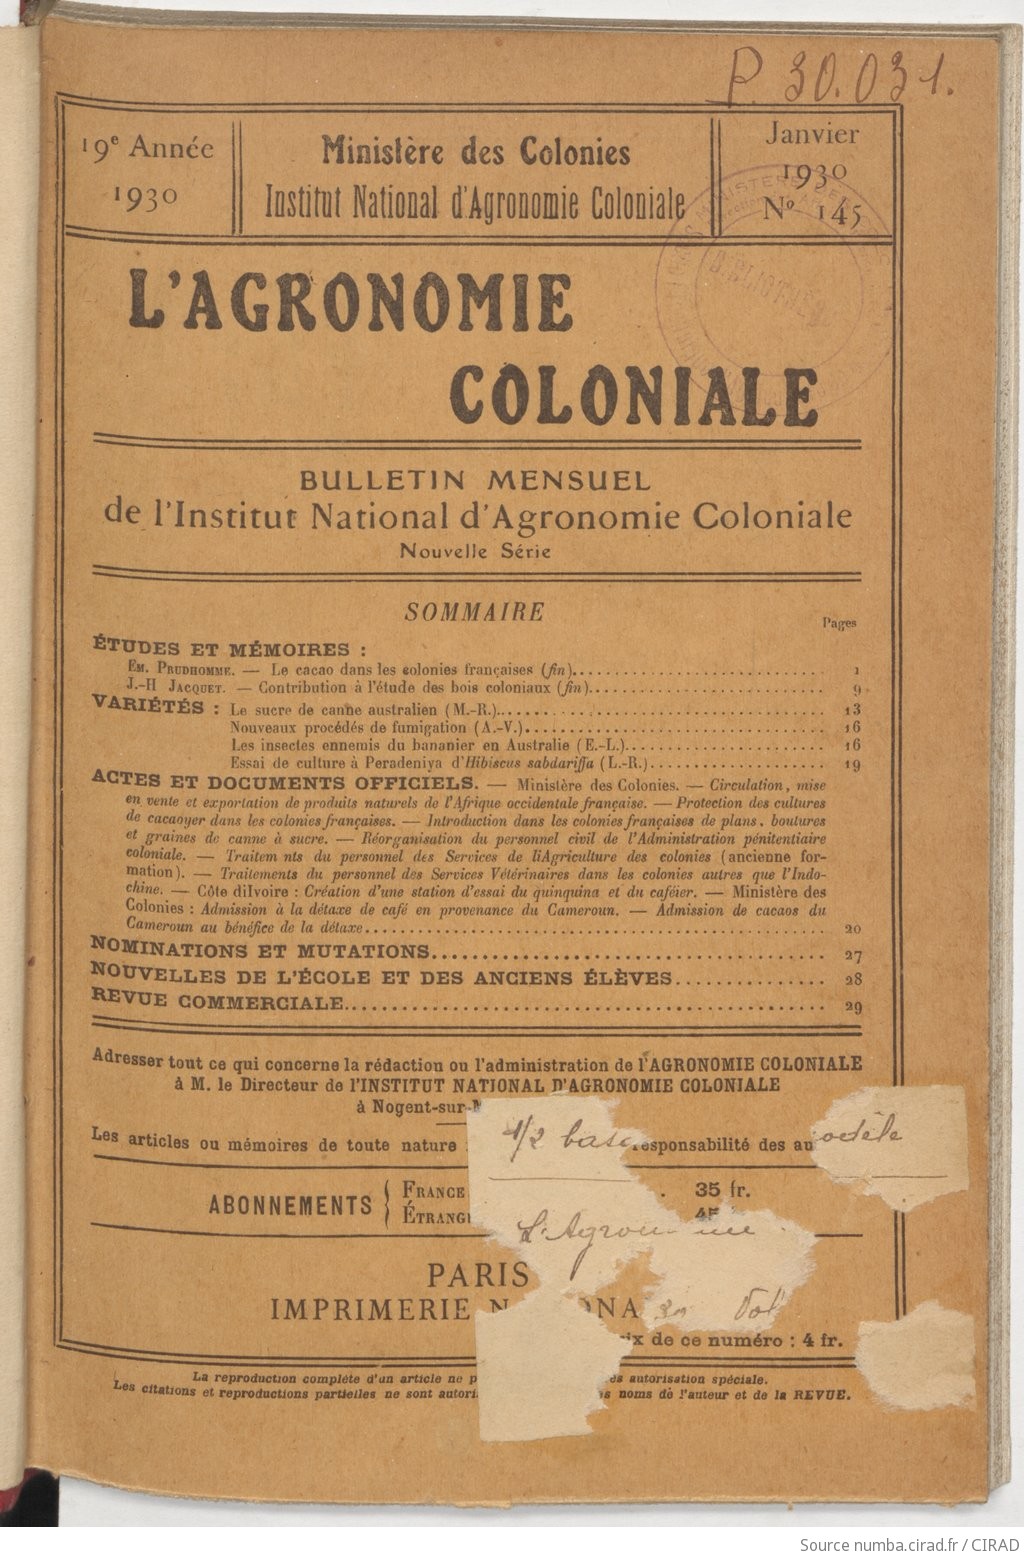 P. 30.031.
19e Année
1930
Ministère des Colonies
Institut National d'Agronomie Coloniale
Janvier
1930
No 145
L'AGRONOMIE
COLONIALE
BULLETIN MENSUEL
de l'Institut National d'Agronomie Coloniale
Nouvelle Série
SOMMAIRE
Pages
ÉTUDES ET MÉMOIRES :
Em. Prudhomme. — Le cacao dans les colonies françaises (fin)........ 1
J.-H Jacquet. — Contribution à l'étude des bois coloniaux (fin)........ 9
VARIÉTÉS : Le sucre de canne australien (M.-R.)........ 13
Nouveaux procédés de fumigation (A.-V.)........ 16
Les insectes ennemis du bananier en Australie (E.-L.)........ 16
Essai de culture à Peradeniya d'Hibiscus sabdariffa (L.-R.)........ 19
ACTES ET DOCUMENTS OFFICIELS. — Ministère des Colonies. — Circulation, mise
en vente et exportation de produits naturels de l'Afrique occidentale française. — Protection des cultures
de cacaoyer dans les colonies françaises. — Introduction dans les colonies françaises de plans, boutures
et graines de canne à sucre. — Réorganisation du personnel civil de l'Administration pénitentiaire
coloniale. — Traitem nts du personnel des Services de liAgriculture des colonies (ancienne for-
mation). — Traitements du personnel des Services Vétérinaires dans les colonies autres que l'Indo-
chine. — Côte dilvoire : Création d'une station d'essai du quinquina et du caféier. — Ministère des
Colonies : Admission à la détaxe de café en provenance du Cameroun. — Admission de cacaos du
Cameroun au bénéfice de la détaxe........ 20
NOMINATIONS ET MUTATIONS........ 27
NOUVELLES DE L'ÉCOLE ET DES ANCIENS ÉLÈVES........ 28
REVUE COMMERCIALE........ 29
Adresser tout ce qui concerne la rédaction ou l'administration de l'AGRONOMIE COLONIALE
à M. le Directeur de l'INSTITUT NATIONAL D'AGRONOMIE COLONIALE
à Nogent-sur-
Les articles ou mémoires de toute nature responsabilité des au
1/2 basane
ABONNEMENTS { France . 35 fr.
Étrang 45
L'Agronomie
PARIS
IMPRIMERIE NATIONA
ix de ce numéro : 4 fr.
La reproduction complète d'un article ne p es autorisation spéciale.
Les citations et reproductions partielles ne sont autoris s noms de l'auteur et de la REVUE.
Source numba.cirad.fr / CIRAD